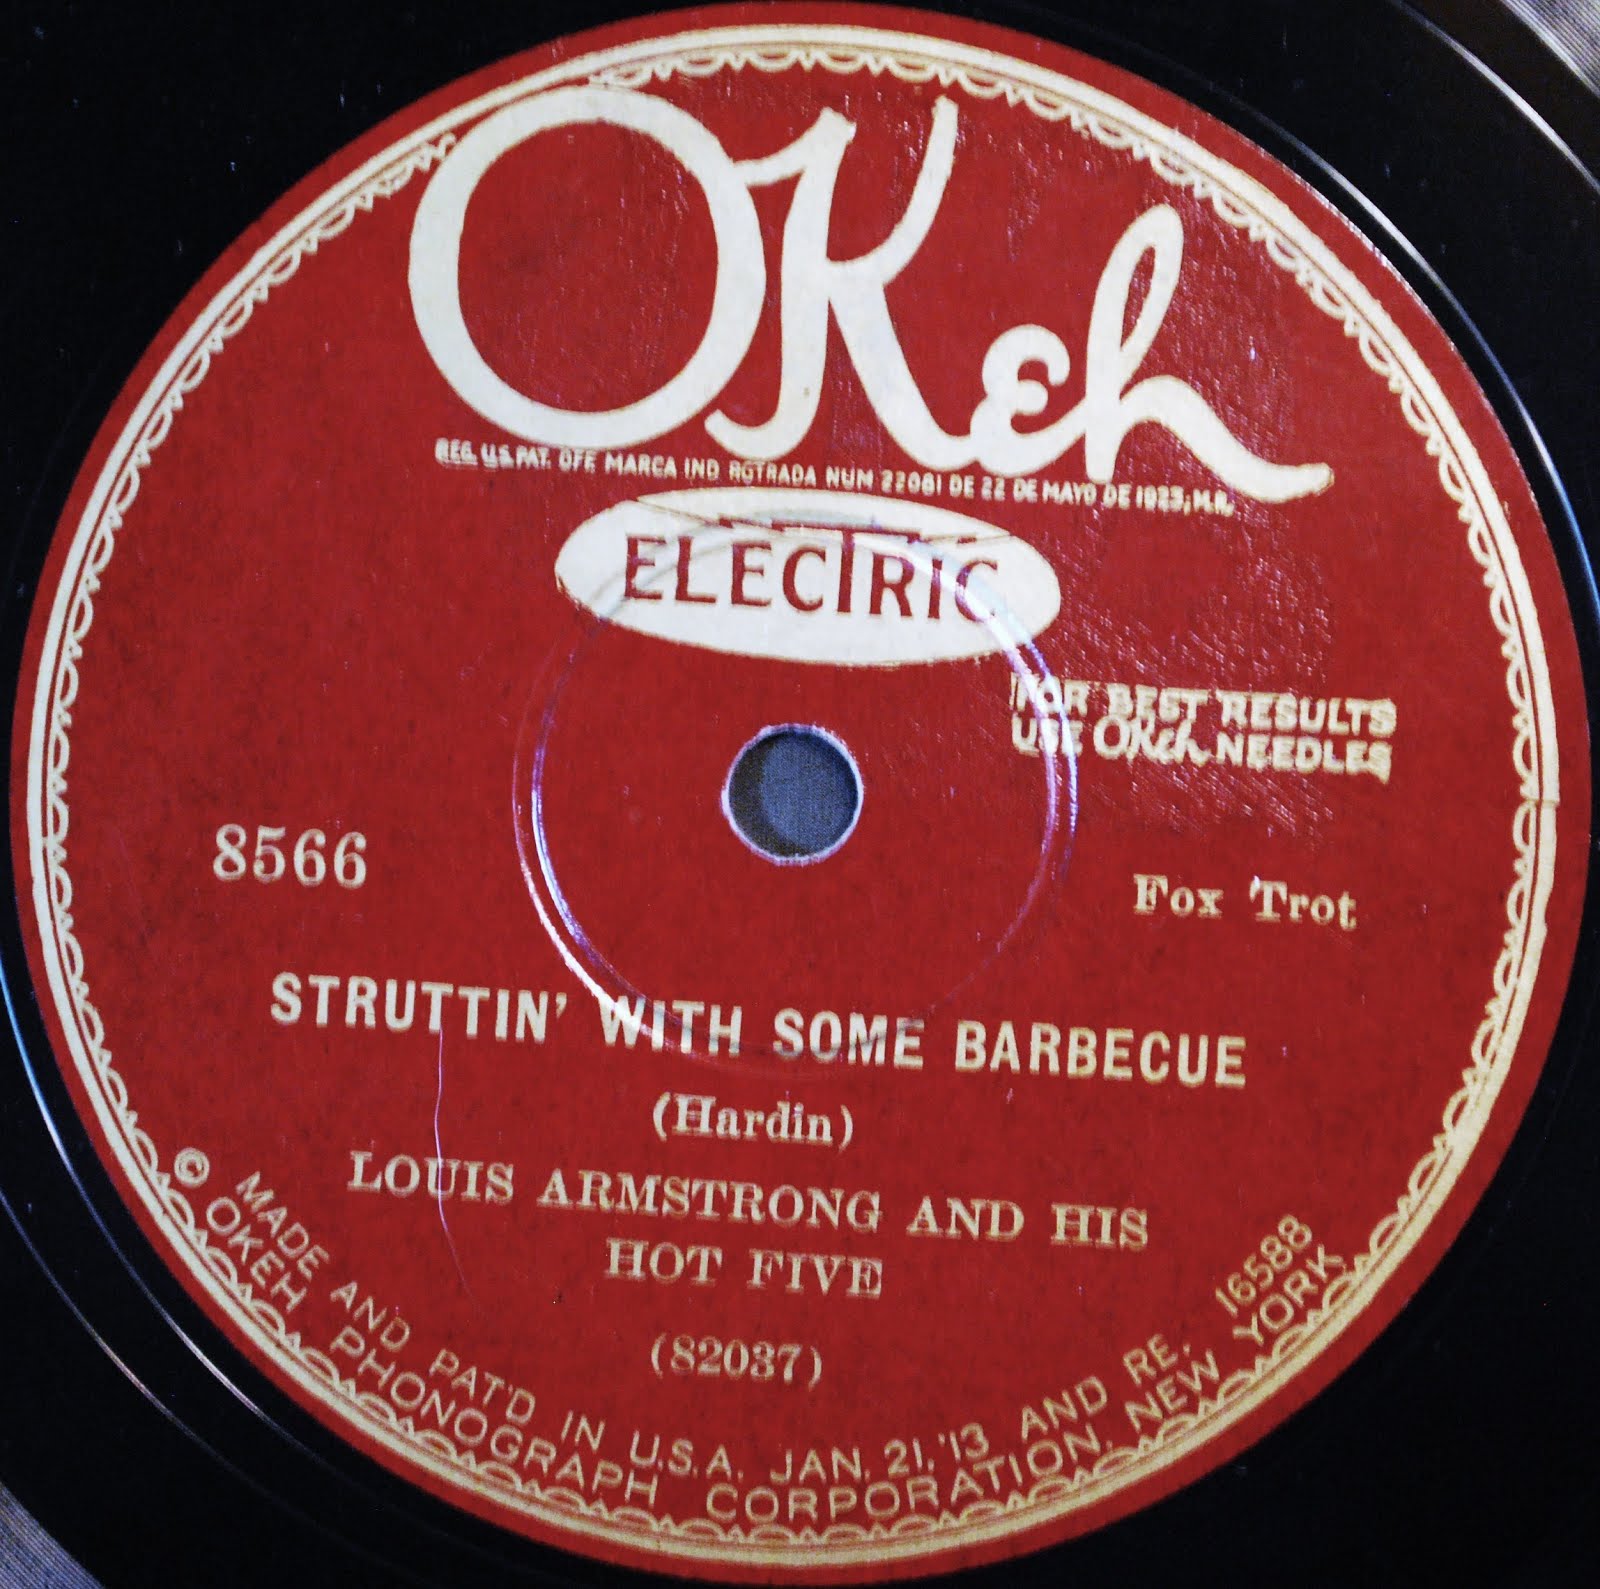 OKeh
REG. U.S. PAT. OFF. MARCA IND RGTRADA NUM 22081 DE 22 DE MAYO DE 1923, M.R.
ELECTRIC
FOR BEST RESULTS
USE OKeh NEEDLES
8566
Fox Trot
STRUTTIN' WITH SOME BARBECUE
(Hardin)
LOUIS ARMSTRONG AND HIS
HOT FIVE
(82037)
© MADE AND PAT'D IN U.S.A. JAN. 21, '13 AND RE. 16588
OKEH PHONOGRAPH CORPORATION, NEW YORK